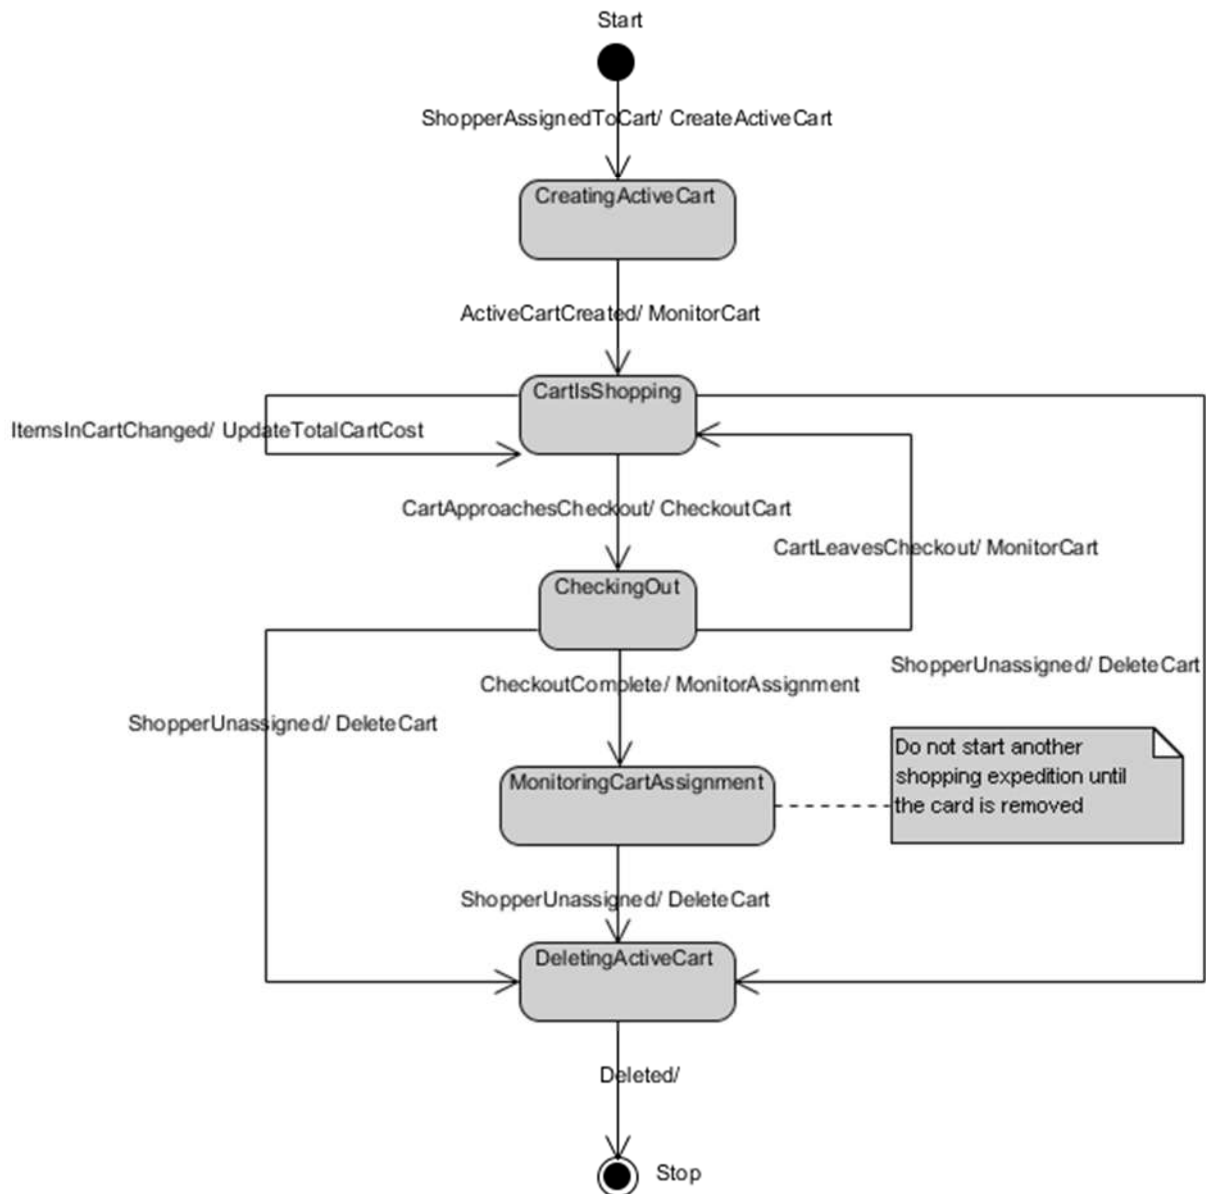 Start
ShopperAssignedToCart/ CreateActiveCart
CreatingActiveCart
ActiveCartCreated/ MonitorCart
CartIsShopping
ItemsInCartChanged/ UpdateTotalCartCost
CartApproachesCheckout/ CheckoutCart
CartLeavesCheckout/ MonitorCart
CheckingOut
ShopperUnassigned/ DeleteCart
CheckoutComplete/ MonitorAssignment
ShopperUnassigned/ DeleteCart
Do not start another
shopping expedition until
the card is removed
MonitoringCartAssignment
ShopperUnassigned/ DeleteCart
DeletingActiveCart
Deleted/
Stop